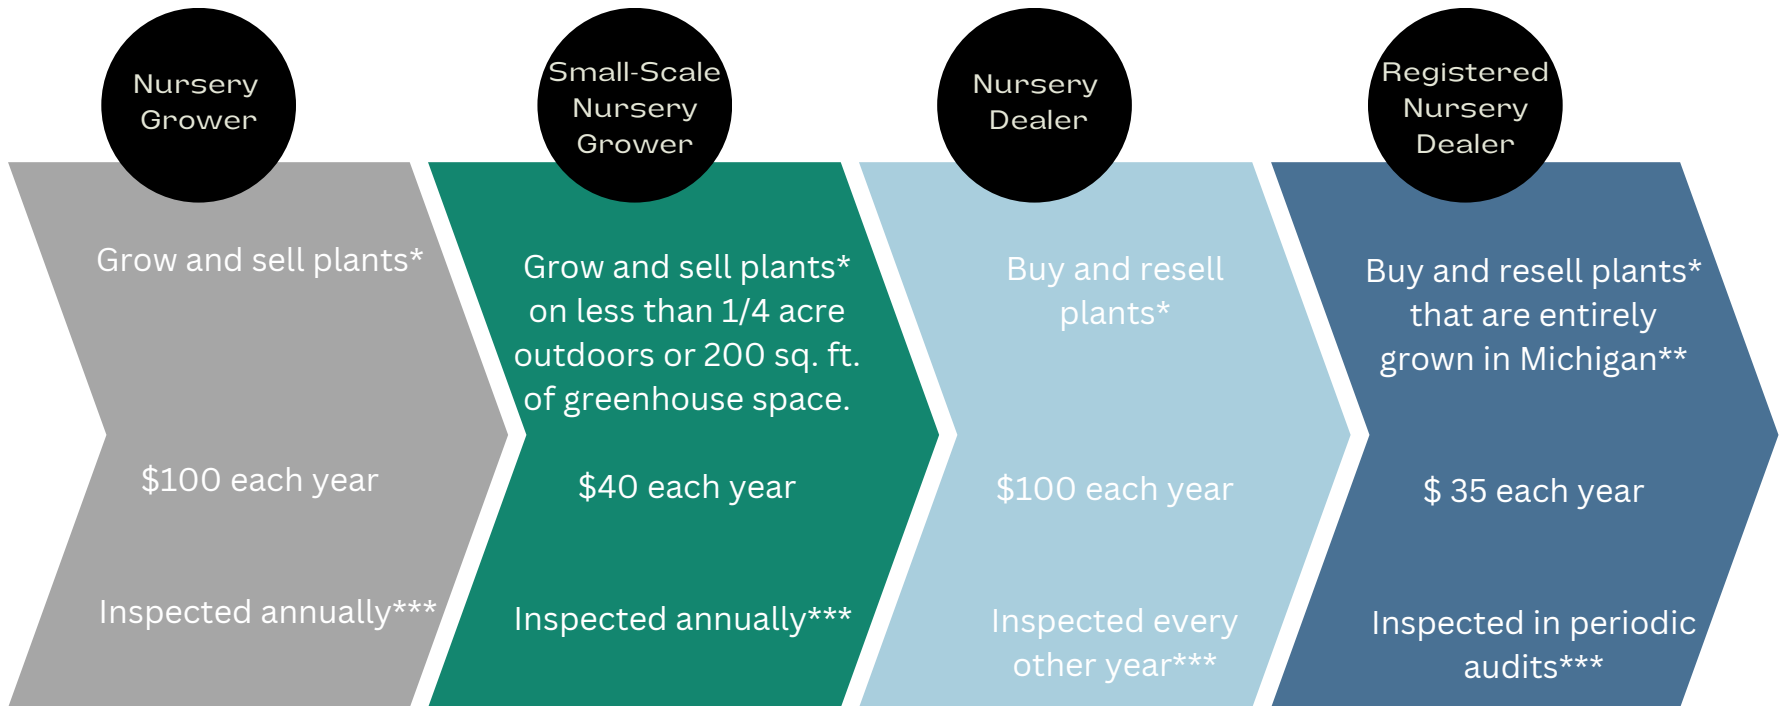 Nursery
Grower
Grow and sell plants*
$100 each year
Inspected annually***
Small-Scale
Nursery
Grower
Grow and sell plants*
on less than 1/4 acre
outdoors or 200 sq. ft.
of greenhouse space.
$40 each year
Inspected annually***
Nursery
Dealer
Buy and resell
plants*
$100 each year
Inspected every
other year***
Registered
Nursery
Dealer
Buy and resell plants*
that are entirely
grown in Michigan**
$ 35 each year
Inspected in periodic
audits***